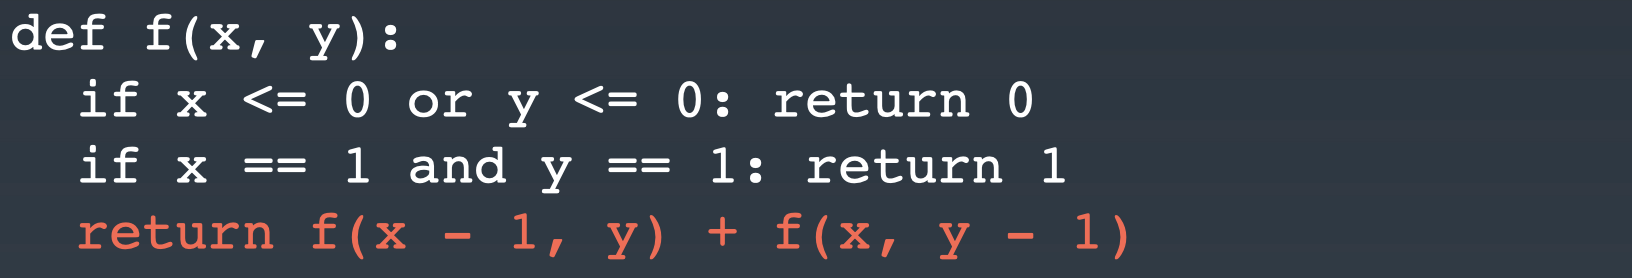 def f(x, y):
  if x <= 0 or y <= 0: return 0
  if x == 1 and y == 1: return 1
  return f(x - 1, y) + f(x, y - 1)